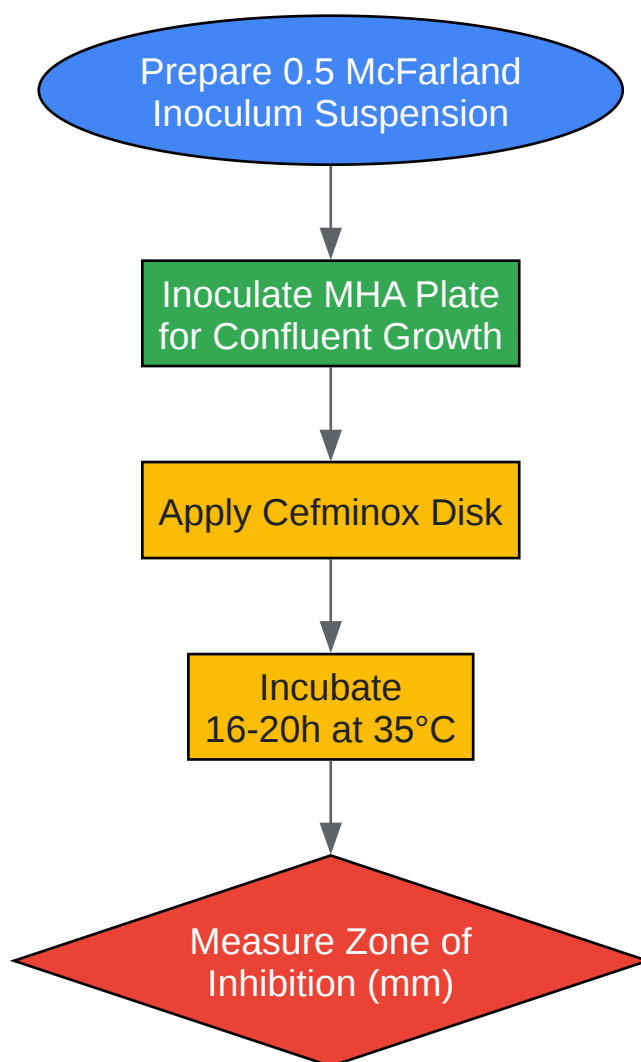 Prepare 0.5 McFarland
Inoculum Suspension
Inoculate MHA Plate
for Confluent Growth
Apply Cefminox Disk
Incubate
16-20h at 35°C
Measure Zone of
Inhibition (mm)